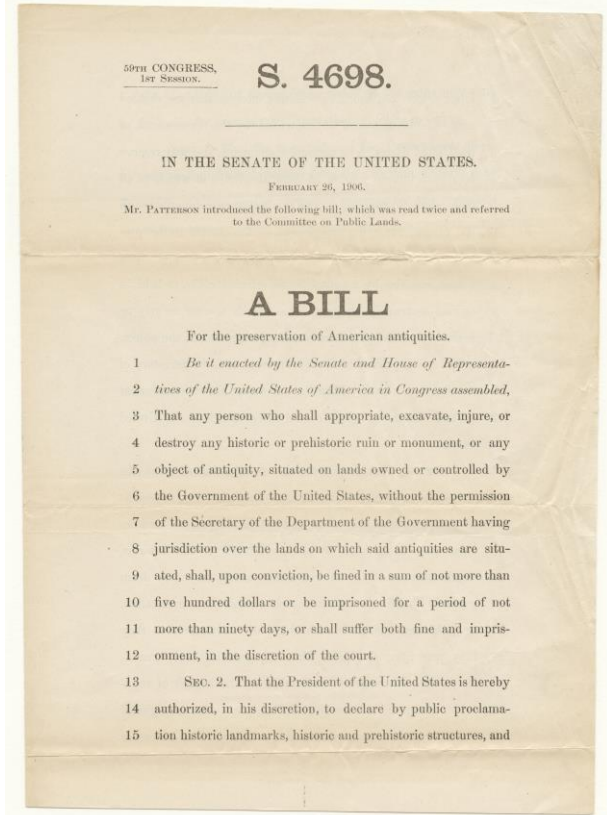 59TH CONGRESS,
1ST SESSION.
S. 4698.
IN THE SENATE OF THE UNITED STATES.
FEBRUARY 26, 1906.
Mr. PATTERSON introduced the following bill; which was read twice and referred
to the Committee on Public Lands.
A BILL
For the preservation of American antiquities.
1 Be it enacted by the Senate and House of Representa-
2 tives of the United States of America in Congress assembled,
3 That any person who shall appropriate, excavate, injure, or
4 destroy any historic or prehistoric ruin or monument, or any
5 object of antiquity, situated on lands owned or controlled by
6 the Government of the United States, without the permission
7 of the Secretary of the Department of the Government having
8 jurisdiction over the lands on which said antiquities are situ-
9 ated, shall, upon conviction, be fined in a sum of not more than
10 five hundred dollars or be imprisoned for a period of not
11 more than ninety days, or shall suffer both fine and impris-
12 onment, in the discretion of the court.
13 SEC. 2. That the President of the United States is hereby
14 authorized, in his discretion, to declare by public proclama-
15 tion historic landmarks, historic and prehistoric structures, and